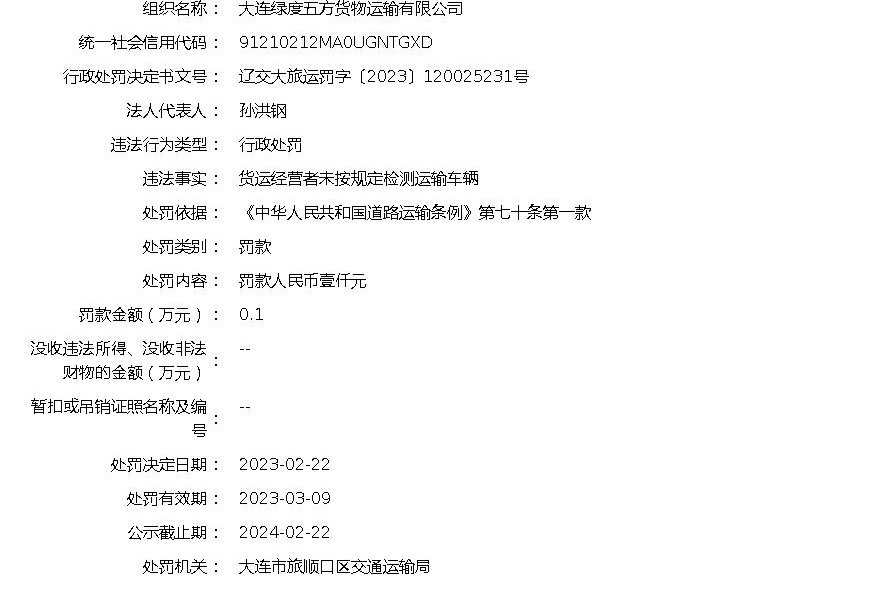 组织名称： 大连绿度五方货物运输有限公司
统一社会信用代码： 91210212MA0UGNTGXD
行政处罚决定书文号： 辽交大旅运罚字〔2023〕120025231号
法人代表人： 孙洪钢
违法行为类型： 行政处罚
违法事实： 货运经营者未按规定检测运输车辆
处罚依据： 《中华人民共和国道路运输条例》第七十条第一款
处罚类别： 罚款
处罚内容： 罚款人民币壹仟元
罚款金额（万元）： 0.1
没收违法所得、没收非法
财物的金额（万元）： --
暂扣或吊销证照名称及编
号： --
处罚决定日期： 2023-02-22
处罚有效期： 2023-03-09
公示截止期： 2024-02-22
处罚机关： 大连市旅顺口区交通运输局